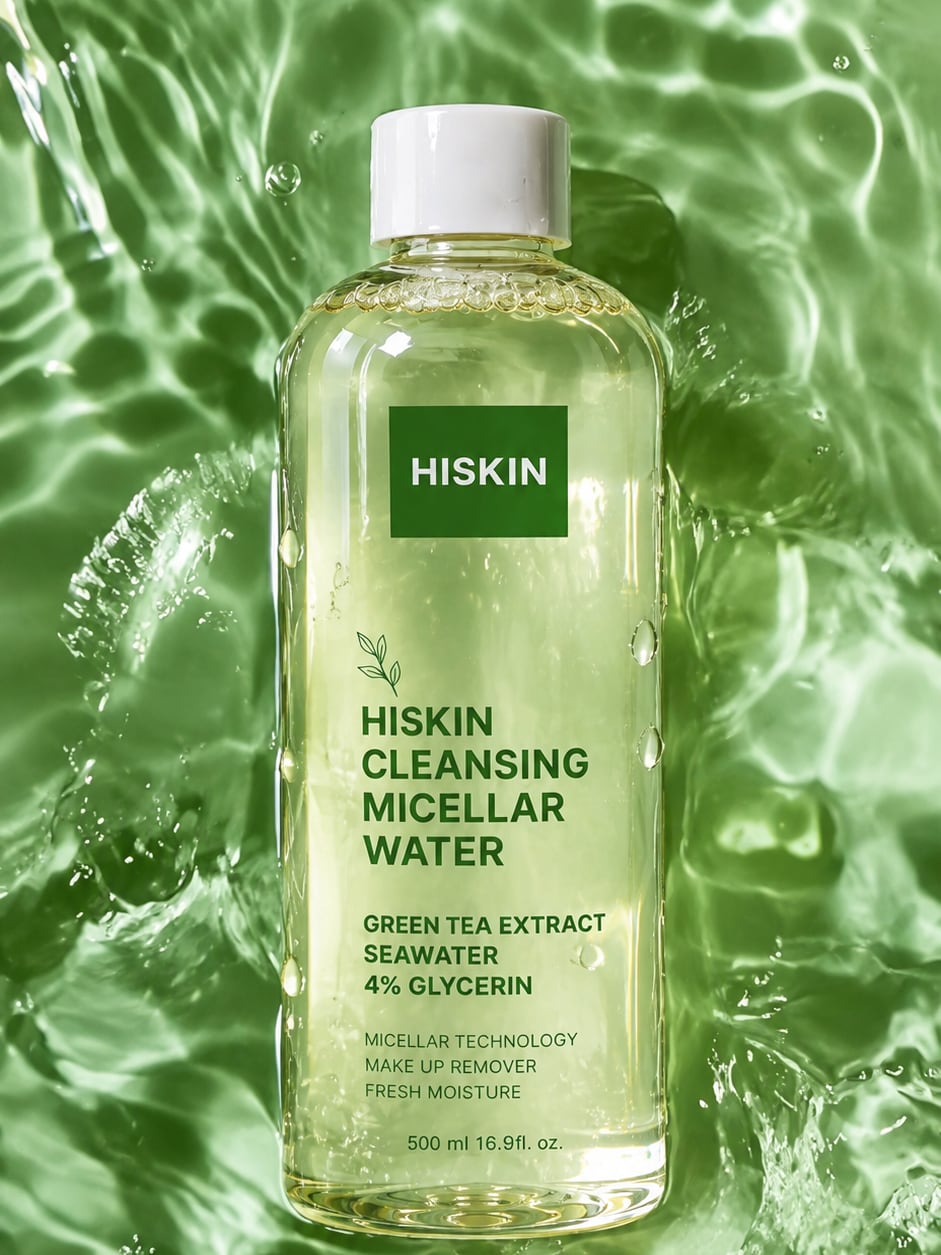 HISKIN
HISKIN
CLEANSING
MICELLAR
WATER
GREEN TEA EXTRACT
SEAWATER
4% GLYCERIN
MICELLAR TECHNOLOGY
MAKE UP REMOVER
FRESH MOISTURE
500 ml 16.9fl. oz.